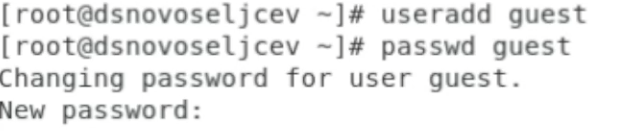 [root@dsnovoseljcev ~]# useradd guest
[root@dsnovoseljcev ~]# passwd guest
Changing password for user guest.
New password: